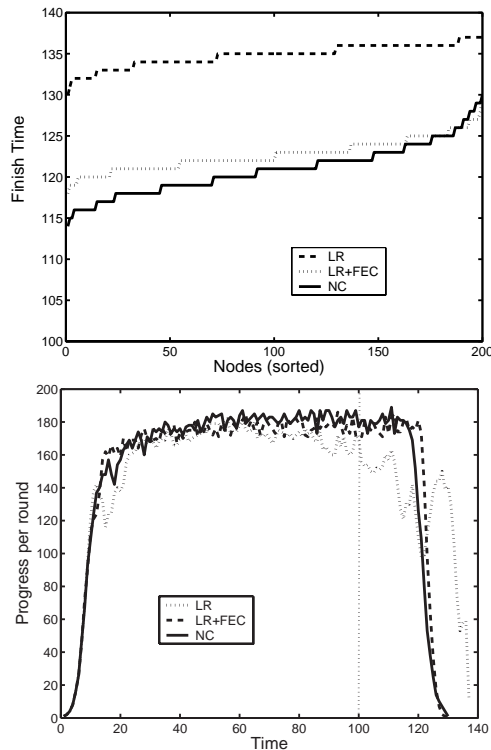 140
135
130
125
120
115
110
105
100
Finish Time
LR
LR+FEC
NC
0 50 100 150 200
Nodes (sorted)
200
180
160
140
120
100
80
60
40
20
0
Progress per round
LR
LR+FEC
NC
0 20 40 60 80 100 120 140
Time